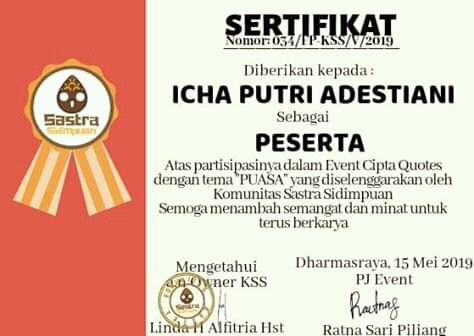 SERTIFIKAT
Nomor: 034/FP-KSS/V/2019
Diberikan kepada :
ICHA PUTRI ADESTIANI
Sebagai
PESERTA
Atas partisipasinya dalam Event Cipta Quotes
dengan tema "PUASA" yang diselenggarakan oleh
Komunitas Sastra Sidimpuan
Semoga menambah semangat dan minat untuk
terus berkarya
Sastra
Sidimpuan
Mengetahui
a.n Owner KSS
Linda H Alfitria Hst
Dharmasraya, 15 Mei 2019
PJ Event
Ratnas
Ratna Sari Piliang